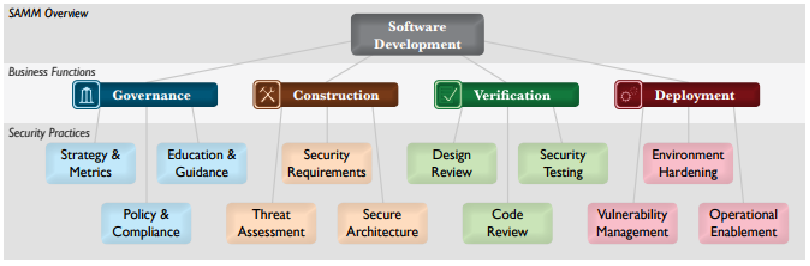 SAMM Overview
Software
Development
Business Functions
Governance
Construction
Verification
Deployment
Security Practices
Strategy &
Metrics
Education &
Guidance
Security
Requirements
Design
Review
Security
Testing
Environment
Hardening
Policy &
Compliance
Threat
Assessment
Secure
Architecture
Code
Review
Vulnerability
Management
Operational
Enablement